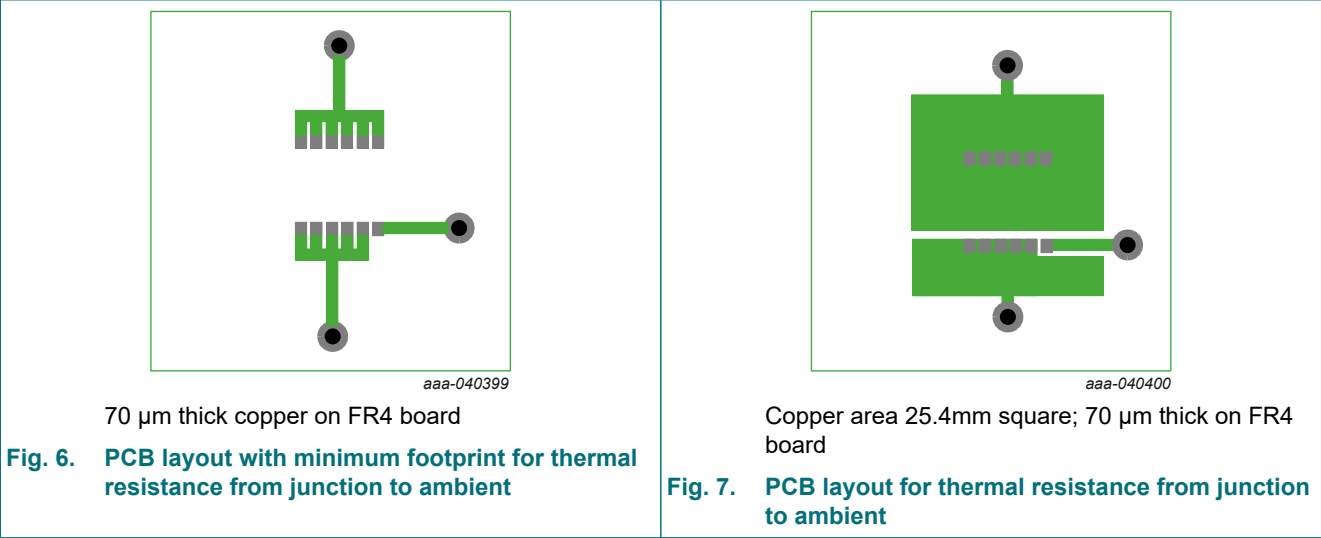 aaa-040399
70 µm thick copper on FR4 board
Fig. 6. PCB layout with minimum footprint for thermal
resistance from junction to ambient
aaa-040400
Copper area 25.4mm square; 70 µm thick on FR4
board
Fig. 7. PCB layout for thermal resistance from junction
to ambient